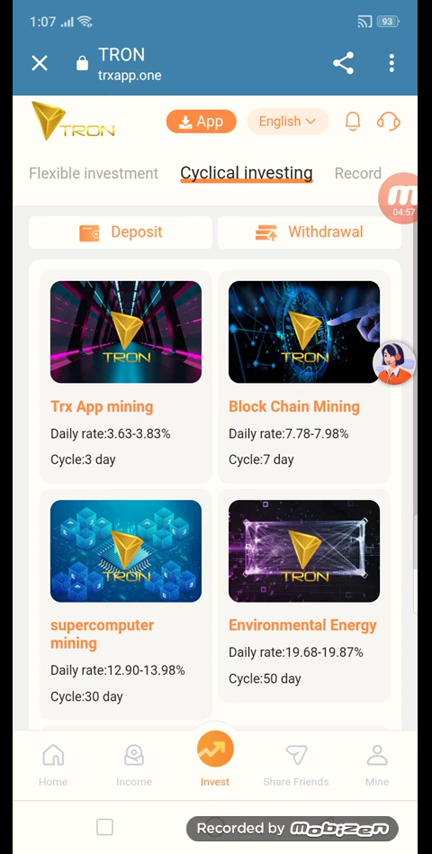 1:07
93
TRON
trxapp.one
TRON
App
English
Flexible investment
Cyclical investing
Record
04:57
Deposit
Withdrawal
TRON
TRON
Trx App mining
Block Chain Mining
Daily rate:3.63-3.83%
Daily rate:7.78-7.98%
Cycle:3 day
Cycle:7 day
TRON
TRON
supercomputer
mining
Environmental Energy
Daily rate:12.90-13.98%
Daily rate:19.68-19.87%
Cycle:30 day
Cycle:50 day
Home
Income
Invest
Share Friends
Mine
Recorded by MOBIZEN